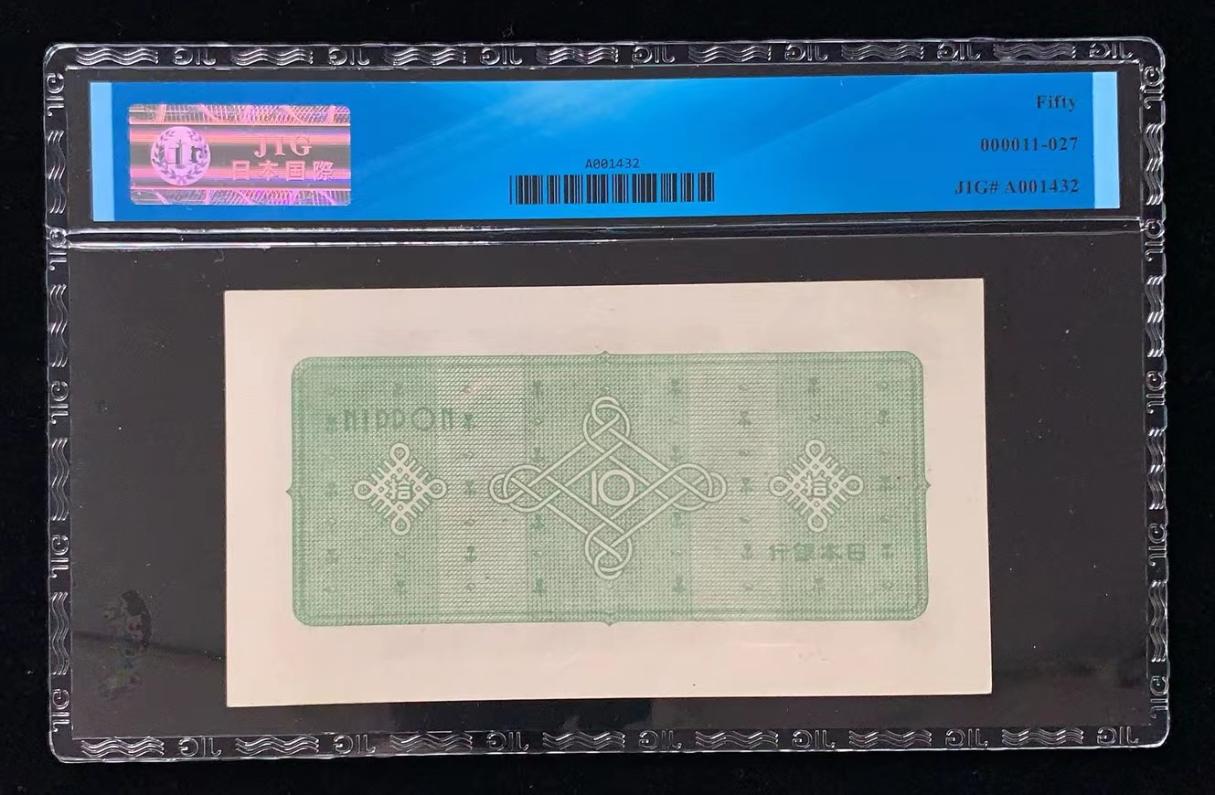 JIG
日本国際
A001432
Fifty
000011-027
JIG# A001432
NIPPON
拾
10
拾
行銀本日